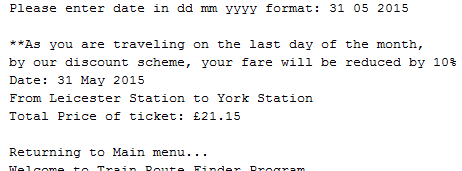 Please enter date in dd mm yyyy format: 31 05 2015
**As you are traveling on the last day of the month,
by our discount scheme, your fare will be reduced by 10%
Date: 31 May 2015
From Leicester Station to York Station
Total Price of ticket: £21.15
Returning to Main menu...
Welcome to Train Route Finder Program